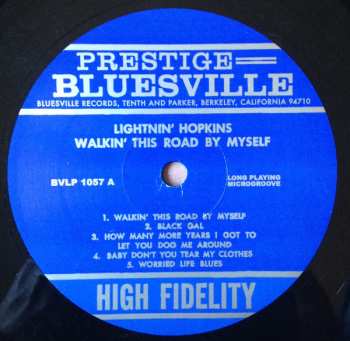 PRESTIGE
BLUESVILLE
BLUESVILLE RECORDS, TENTH AND PARKER, BERKELEY, CALIFORNIA 94710
LIGHTNIN' HOPKINS
WALKIN' THIS ROAD BY MYSELF
BVLP 1057 A
LONG PLAYING
MICROGROOVE
1. WALKIN' THIS ROAD BY MYSELF
2. BLACK GAL
3. HOW MANY MORE YEARS I GOT TO
LET YOU DOG ME AROUND
4. BABY DON'T YOU TEAR MY CLOTHES
5. WORRIED LIFE BLUES
HIGH FIDELITY